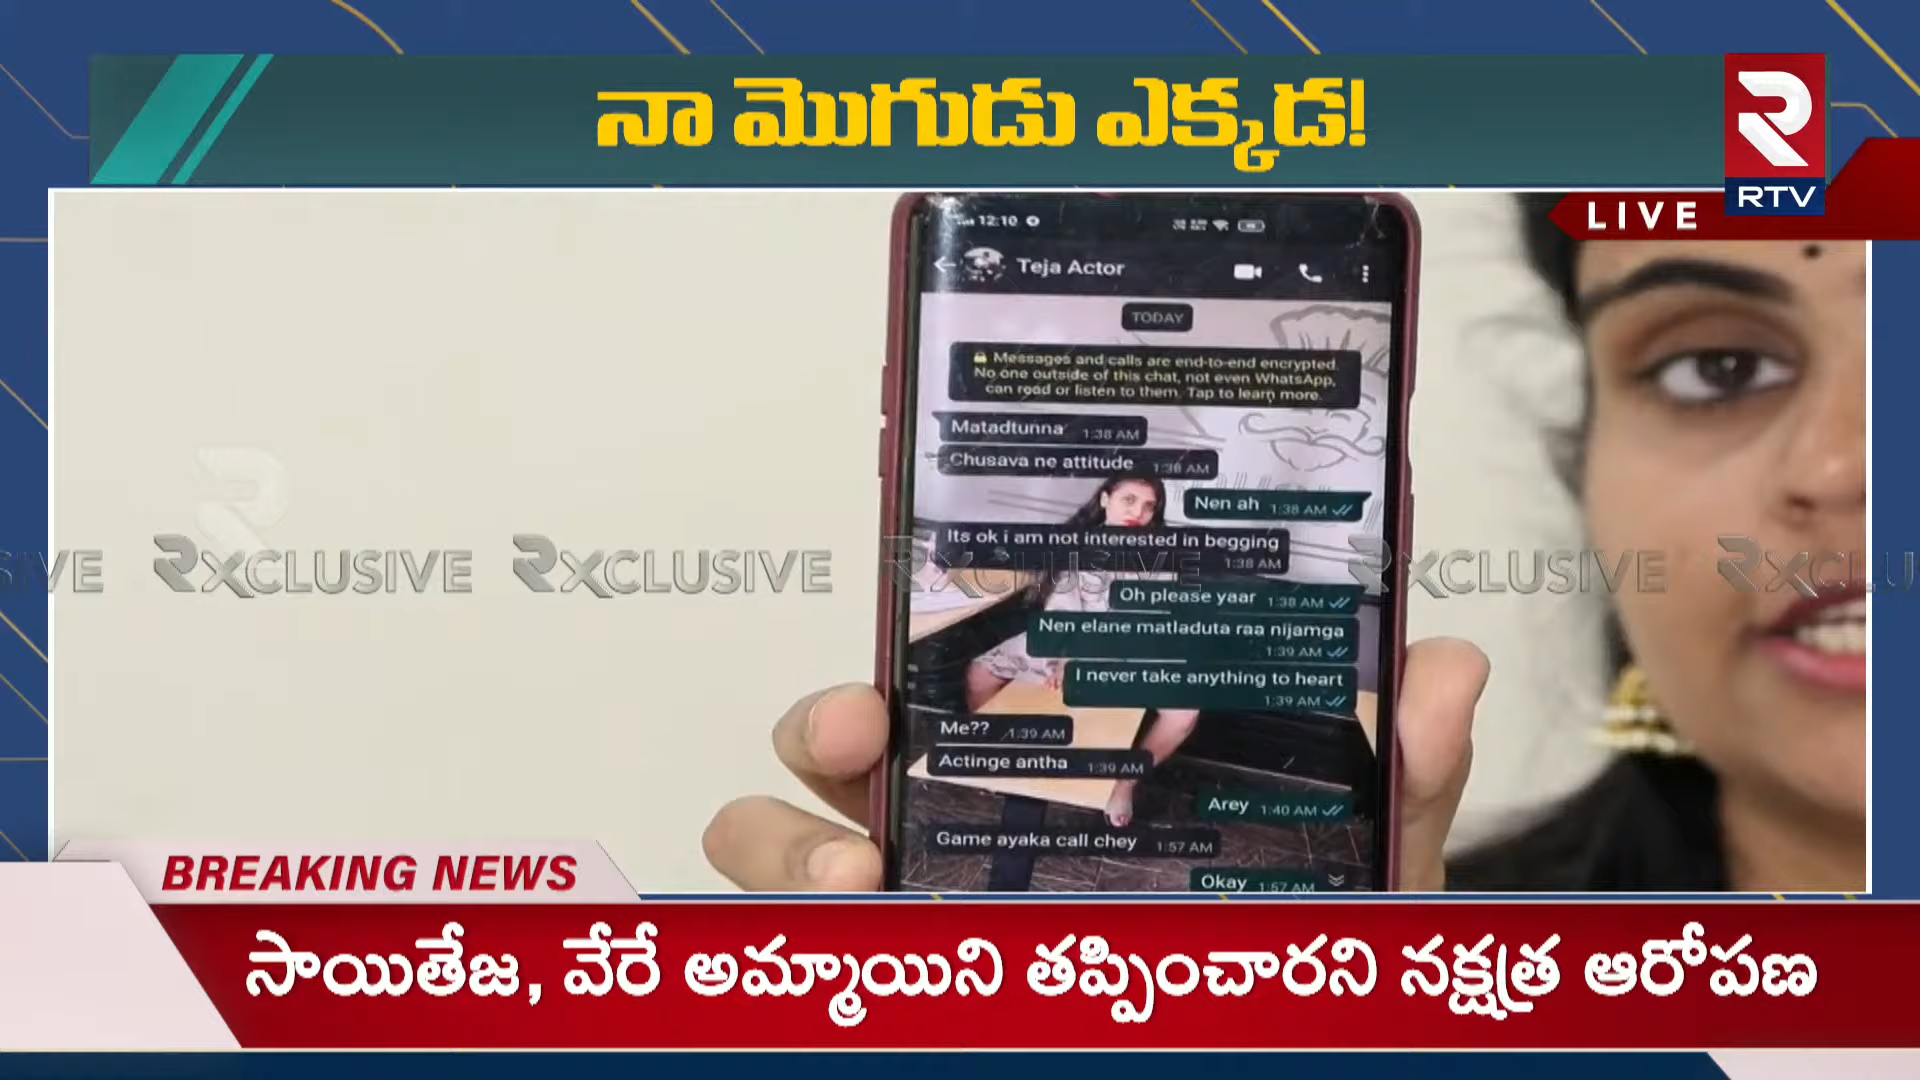 నా మొగుడు ఎక్కడ!
RTV
LIVE
12:10
Teja Actor
TODAY
Messages and calls are end-to-end encrypted.
No one outside of this chat, not even WhatsApp,
can read or listen to them. Tap to learn more.
Matadtunna 1:38 AM
Chusava ne attitude 1:38 AM
Nen ah 1:38 AM
Its ok i am not interested in begging
1:38 AM
RXCLUSIVE RXCLUSIVE RXCLUSIVE RXCLUSIVE
Oh please yaar 1:38 AM
Nen elane matladuta raa nijamga
1:39 AM
I never take anything to heart
1:39 AM
Me?? 1:39 AM
Actinge antha 1:39 AM
Arey 1:40 AM
Game ayaka call chey 1:57 AM
Okay 1:57 AM
BREAKING NEWS
సాయితేజ, వేరే అమ్మాయిని తప్పించారని నక్షత్ర ఆరోపణ